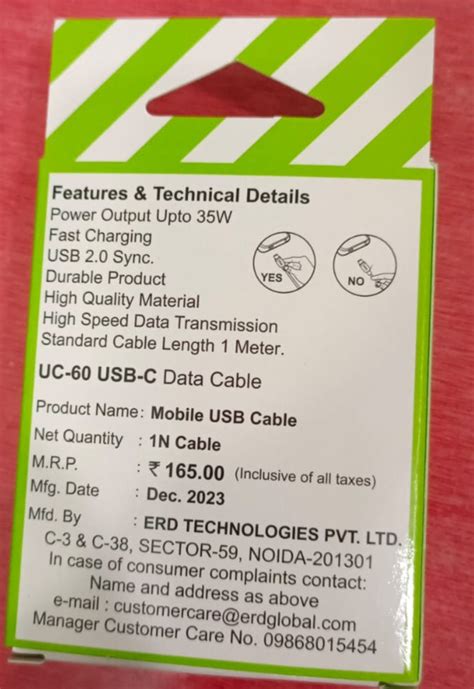 Features & Technical Details
Power Output Upto 35W
Fast Charging
USB 2.0 Sync.
Durable Product
High Quality Material
High Speed Data Transmission
Standard Cable Length 1 Meter.
YES
NO
UC-60 USB-C Data Cable
Product Name: Mobile USB Cable
Net Quantity : 1N Cable
M.R.P. : ₹ 165.00 (Inclusive of all taxes)
Mfg. Date : Dec. 2023
Mfd. By : ERD TECHNOLOGIES PVT. LTD.
C-3 & C-38, SECTOR-59, NOIDA-201301
In case of consumer complaints contact:
Name and address as above
e-mail : customercare@erdglobal.com
Manager Customer Care No. 09868015454